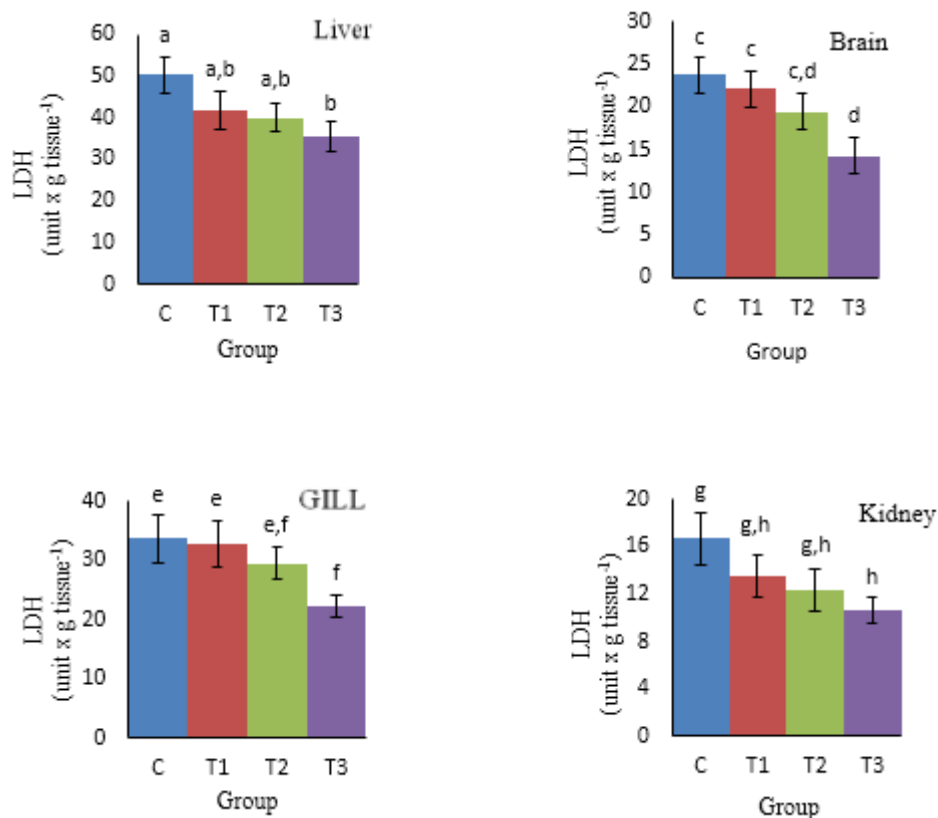 Liver
LDH
(unit x g tissue⁻¹)
60
50
40
30
20
10
0
a
a,b
a,b
b
C T1 T2 T3
Group
Brain
LDH
(unit x g tissue⁻¹)
30
25
20
15
10
5
0
c
c
c,d
d
C T1 T2 T3
Group
GILL
LDH
(unit x g tissue⁻¹)
40
30
20
10
0
e
e
e,f
f
C T1 T2 T3
Group
Kidney
LDH
(unit x g tissue⁻¹)
20
16
12
8
4
0
g
g,h
g,h
h
C T1 T2 T3
Group